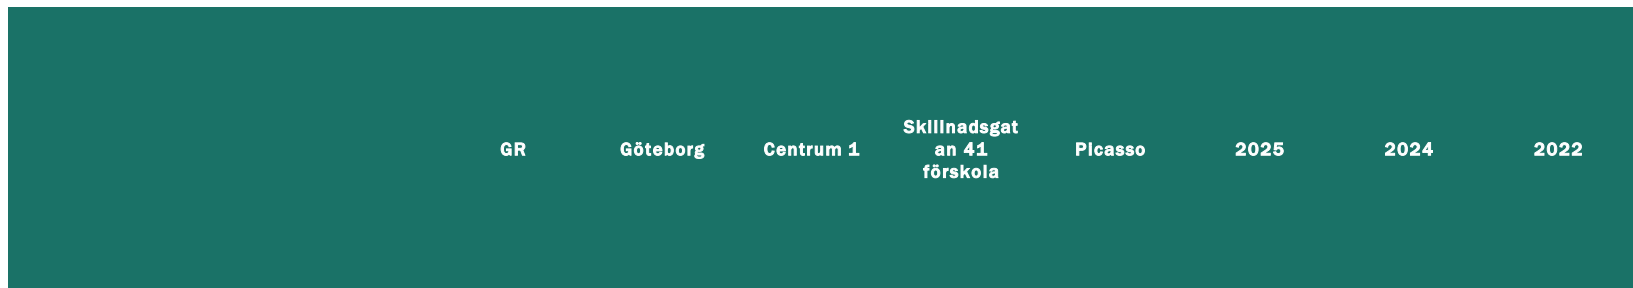 GR Göteborg Centrum 1 Skillnadsgat
an 41
förskola Picasso 2025 2024 2022